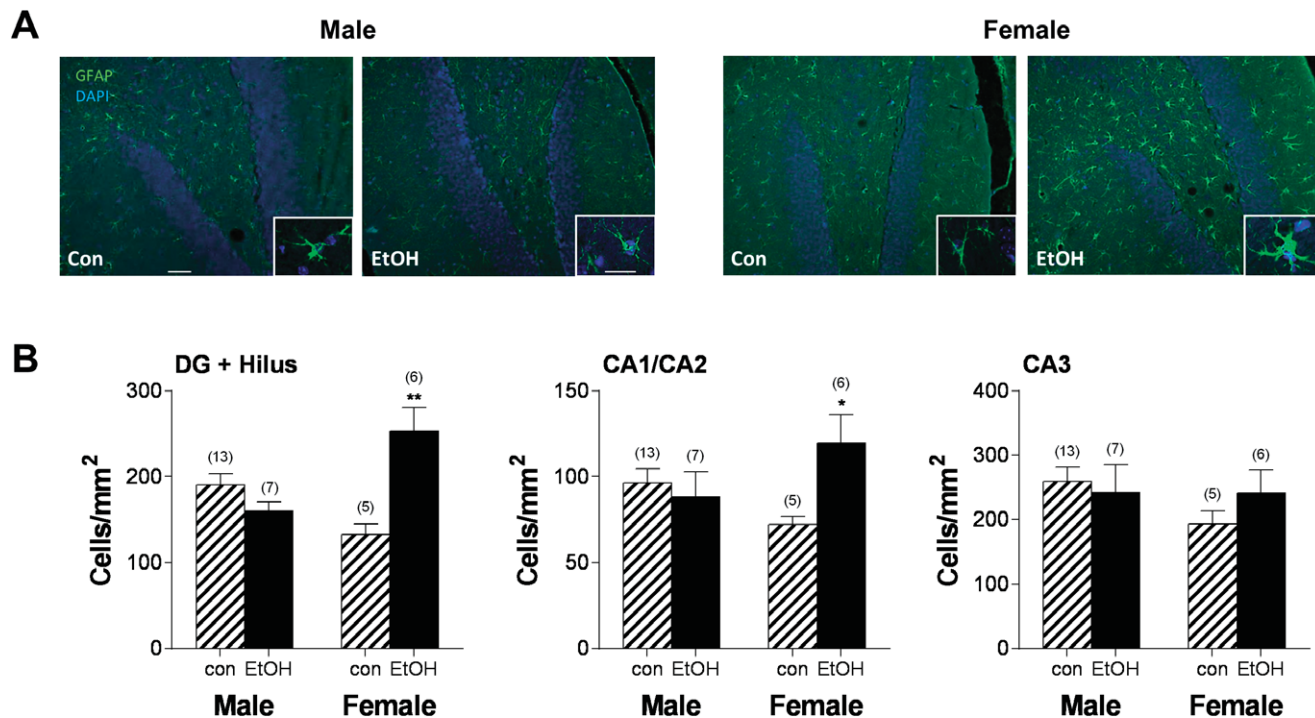 A
Male
Female
GFAP
DAPI
Con
EtOH
Con
EtOH
B
DG + Hilus
Cells/mm²
300
200
100
0
(13)
(7)
(5)
(6)
**
con EtOH con EtOH
Male Female
CA1/CA2
Cells/mm²
150
100
50
0
(13)
(7)
(5)
(6)
*
con EtOH con EtOH
Male Female
CA3
Cells/mm²
400
300
200
100
0
(13)
(7)
(5)
(6)
con EtOH con EtOH
Male Female